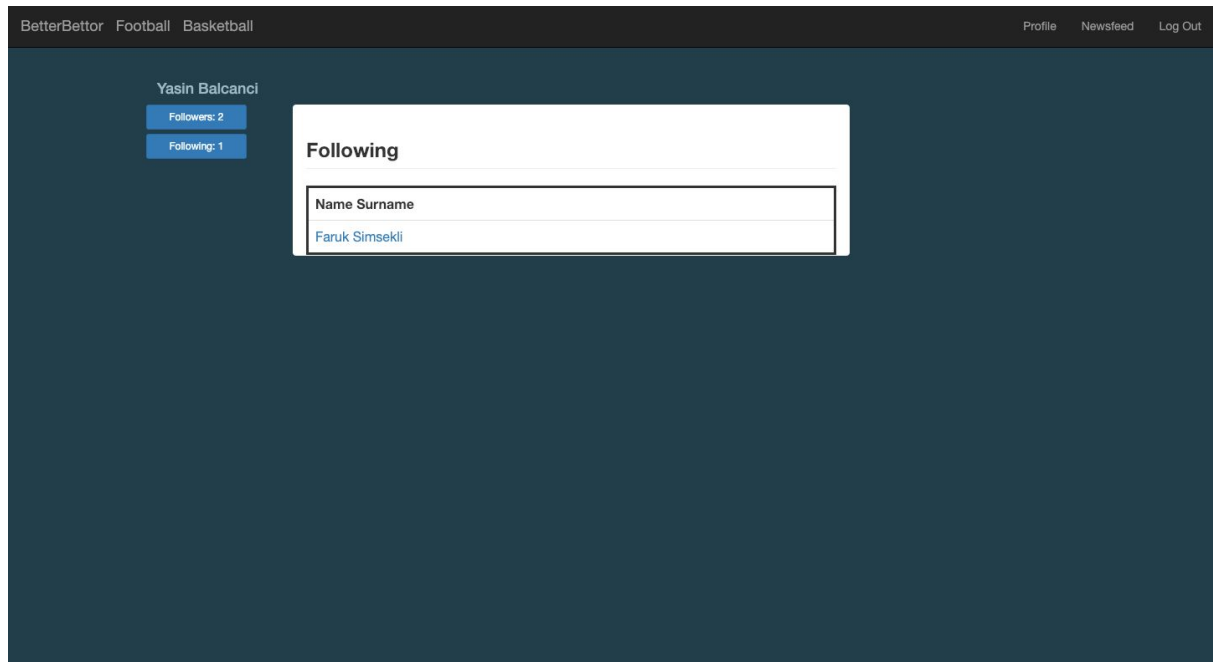 BetterBettor Football Basketball Profile Newsfeed Log Out
Yasin Balcanci
Followers: 2
Following: 1
Following
Name Surname
Faruk Simsekli